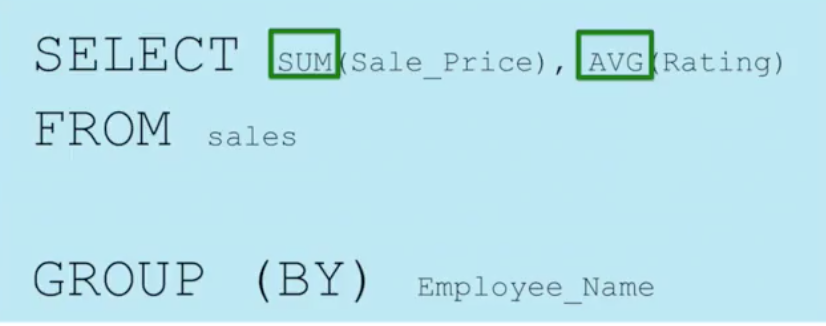 SELECT SUM(Sale_Price), AVG(Rating)
FROM sales
GROUP (BY) Employee_Name